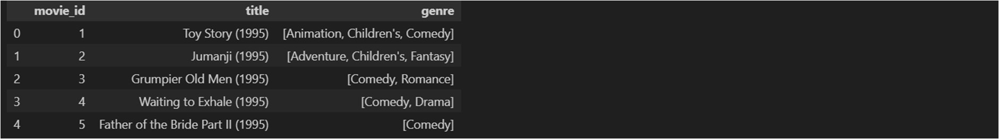 movie_id title genre
0 1 Toy Story (1995) [Animation, Children's, Comedy]
1 2 Jumanji (1995) [Adventure, Children's, Fantasy]
2 3 Grumpier Old Men (1995) [Comedy, Romance]
3 4 Waiting to Exhale (1995) [Comedy, Drama]
4 5 Father of the Bride Part II (1995) [Comedy]